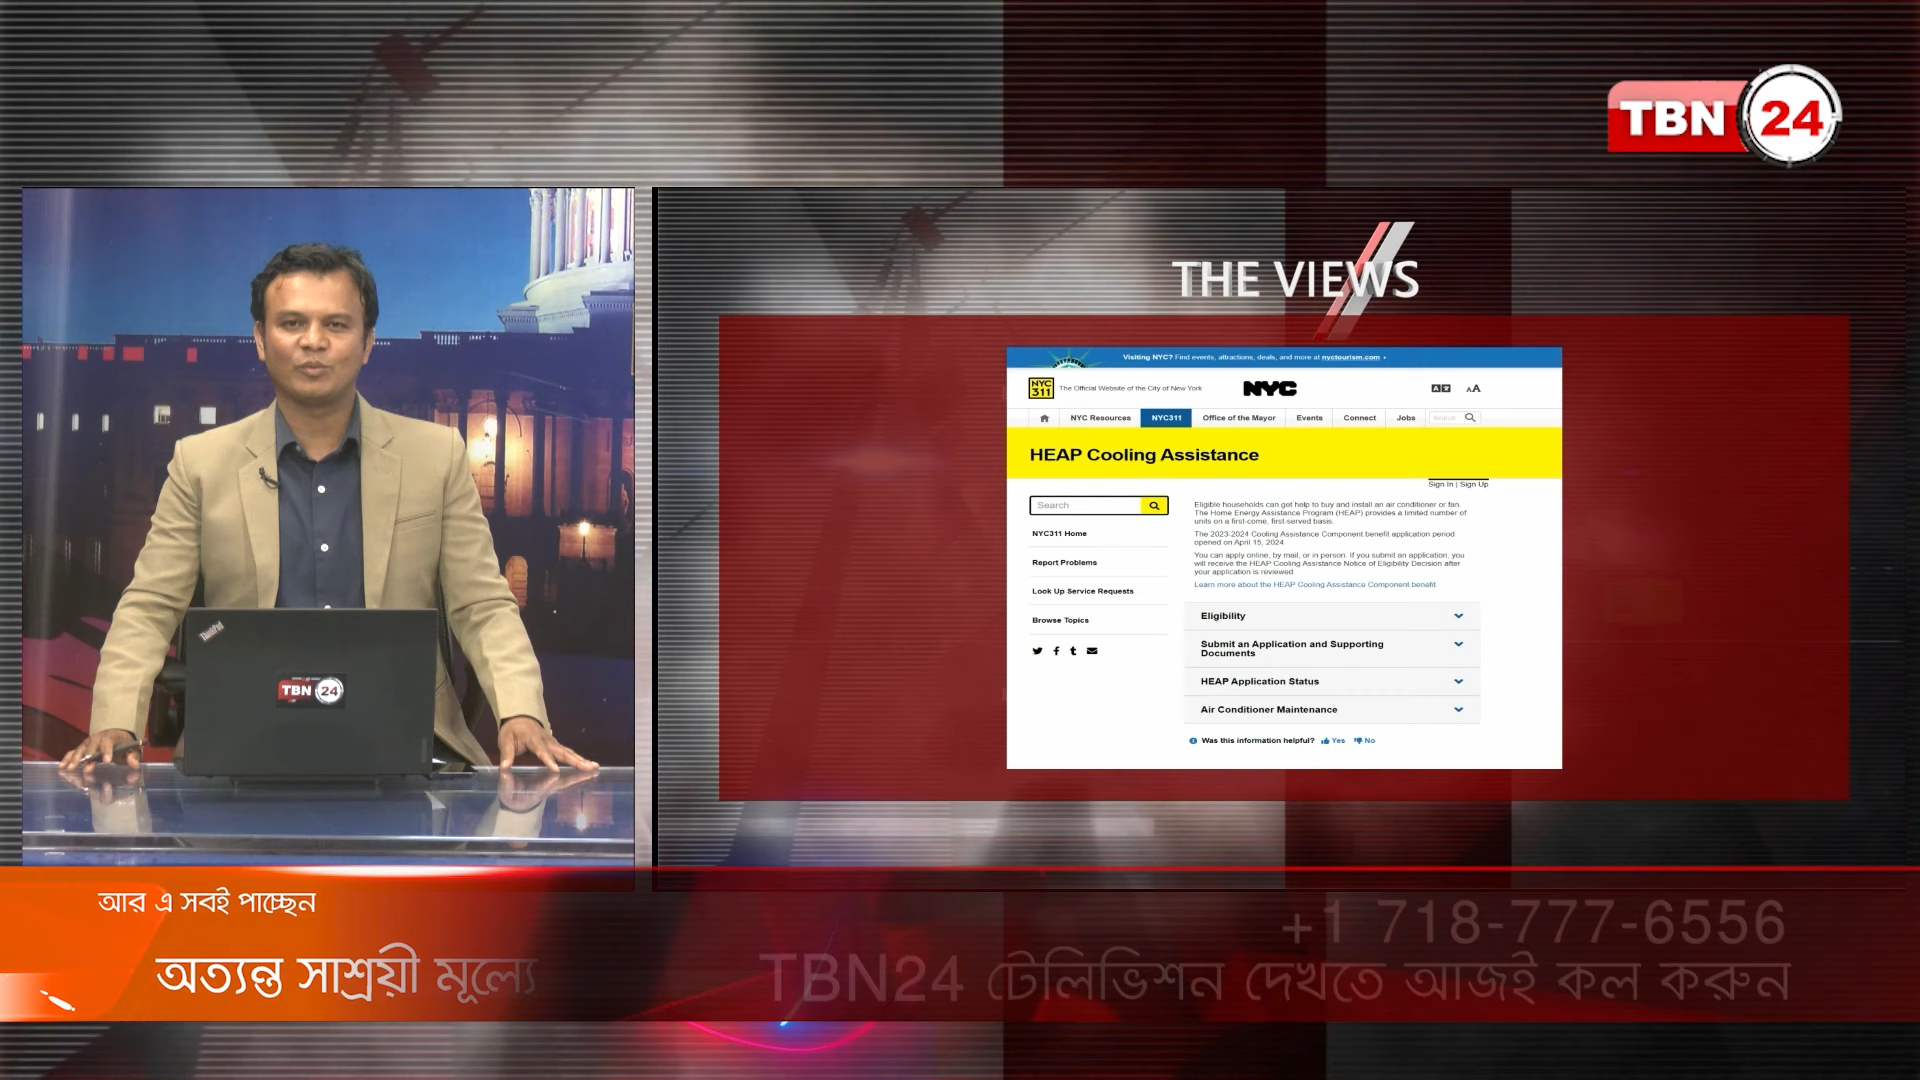 TBN 24
THE VIEWS
Visiting NYC? Find events, attractions, deals, and more at nyctourism.com
NYC 311
The Official Website of the City of New York
NYC
NYC Resources
NYC311
Office of the Mayor
Events
Connect
Jobs
Search
HEAP Cooling Assistance
Sign In | Sign Up
Search
NYC311 Home
Report Problems
Look Up Service Requests
Browse Topics
Eligible households can get help to buy and install an air conditioner or fan.
The Home Energy Assistance Program (HEAP) provides a limited number of
units on a first-come, first-served basis.
The 2023-2024 Cooling Assistance Component benefit application period
opened on April 15, 2024.
You can apply online, by mail, or in person. If you submit an application, you
will receive the HEAP Cooling Assistance Notice of Eligibility Decision after
your application is reviewed.
Learn more about the HEAP Cooling Assistance Component benefit.
Eligibility
Submit an Application and Supporting
Documents
HEAP Application Status
Air Conditioner Maintenance
Was this information helpful? Yes No
ThinkPad
TBN 24
আর এ সবই পাচ্ছেন
অত্যন্ত সাশ্রয়ী মূল্যে
+1 718-777-6556
TBN24 টেলিভিশন দেখতে আজই কল করুন